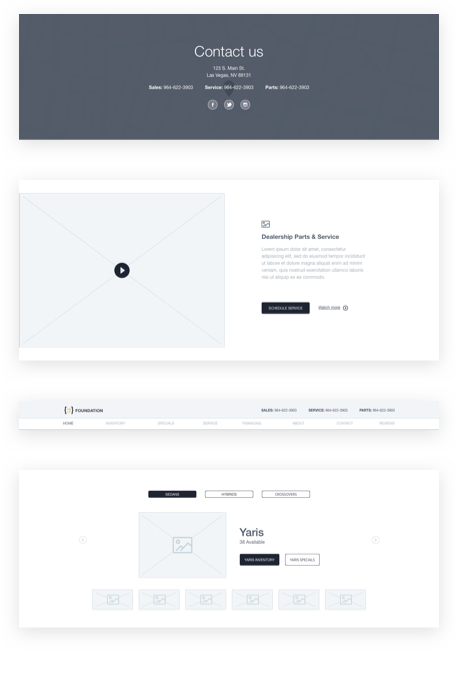 Contact us
123 S. Main St.
Las Vegas, NV 89131
Sales: 964-622-3903 Service: 964-622-3903 Parts: 964-622-3903
Dealership Parts & Service
Lorem ipsum dolor sit amet, consectetur
adipiscing elit, sed do eiusmod tempor incididunt
ut labore et dolore magna aliqua enim ad minim
veniam, quis nostrud exercitation ullamco laboris
nisi ut aliquip ex ea commodo.
SCHEDULE SERVICE Watch more
FOUNDATION
SALES: 964-622-3903 SERVICE: 964-622-3903 PARTS: 964-622-3903
HOME INVENTORY SPECIALS SERVICE FINANCING ABOUT CONTACT REVIEWS
SEDANS HYBRIDS CROSSOVERS
Yaris
38 Available
YARIS INVENTORY YARIS SPECIALS